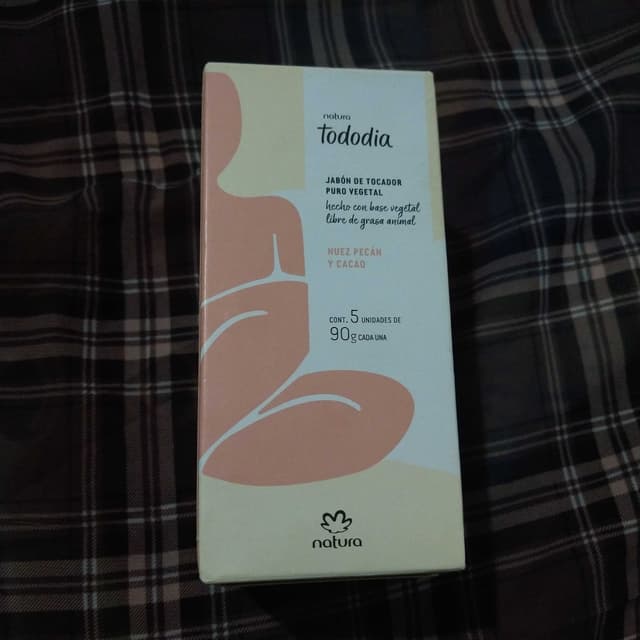 natura
tododia
JABÓN DE TOCADOR
PURO VEGETAL
hecho con base vegetal
libre de grasa animal
NUEZ PECÁN
Y CACAO
CONT. 5 UNIDADES DE
90g CADA UNA
natura